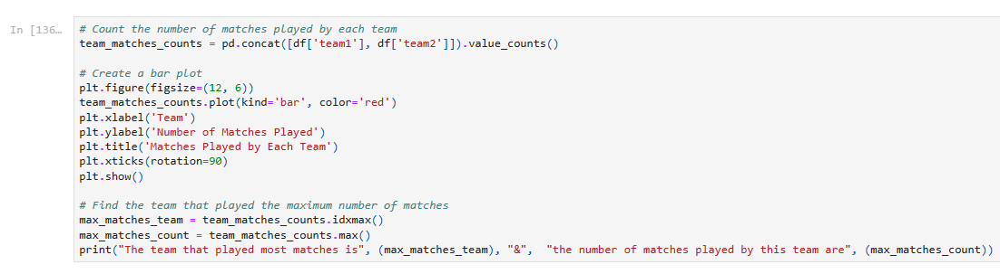 In [136…
# Count the number of matches played by each team
team_matches_counts = pd.concat([df['team1'], df['team2']]).value_counts()
# Create a bar plot
plt.figure(figsize=(12, 6))
team_matches_counts.plot(kind='bar', color='red')
plt.xlabel('Team')
plt.ylabel('Number of Matches Played')
plt.title('Matches Played by Each Team')
plt.xticks(rotation=90)
plt.show()
# Find the team that played the maximum number of matches
max_matches_team = team_matches_counts.idxmax()
max_matches_count = team_matches_counts.max()
print("The team that played most matches is", (max_matches_team), "&",  "the number of matches played by this team are", (max_matches_count))